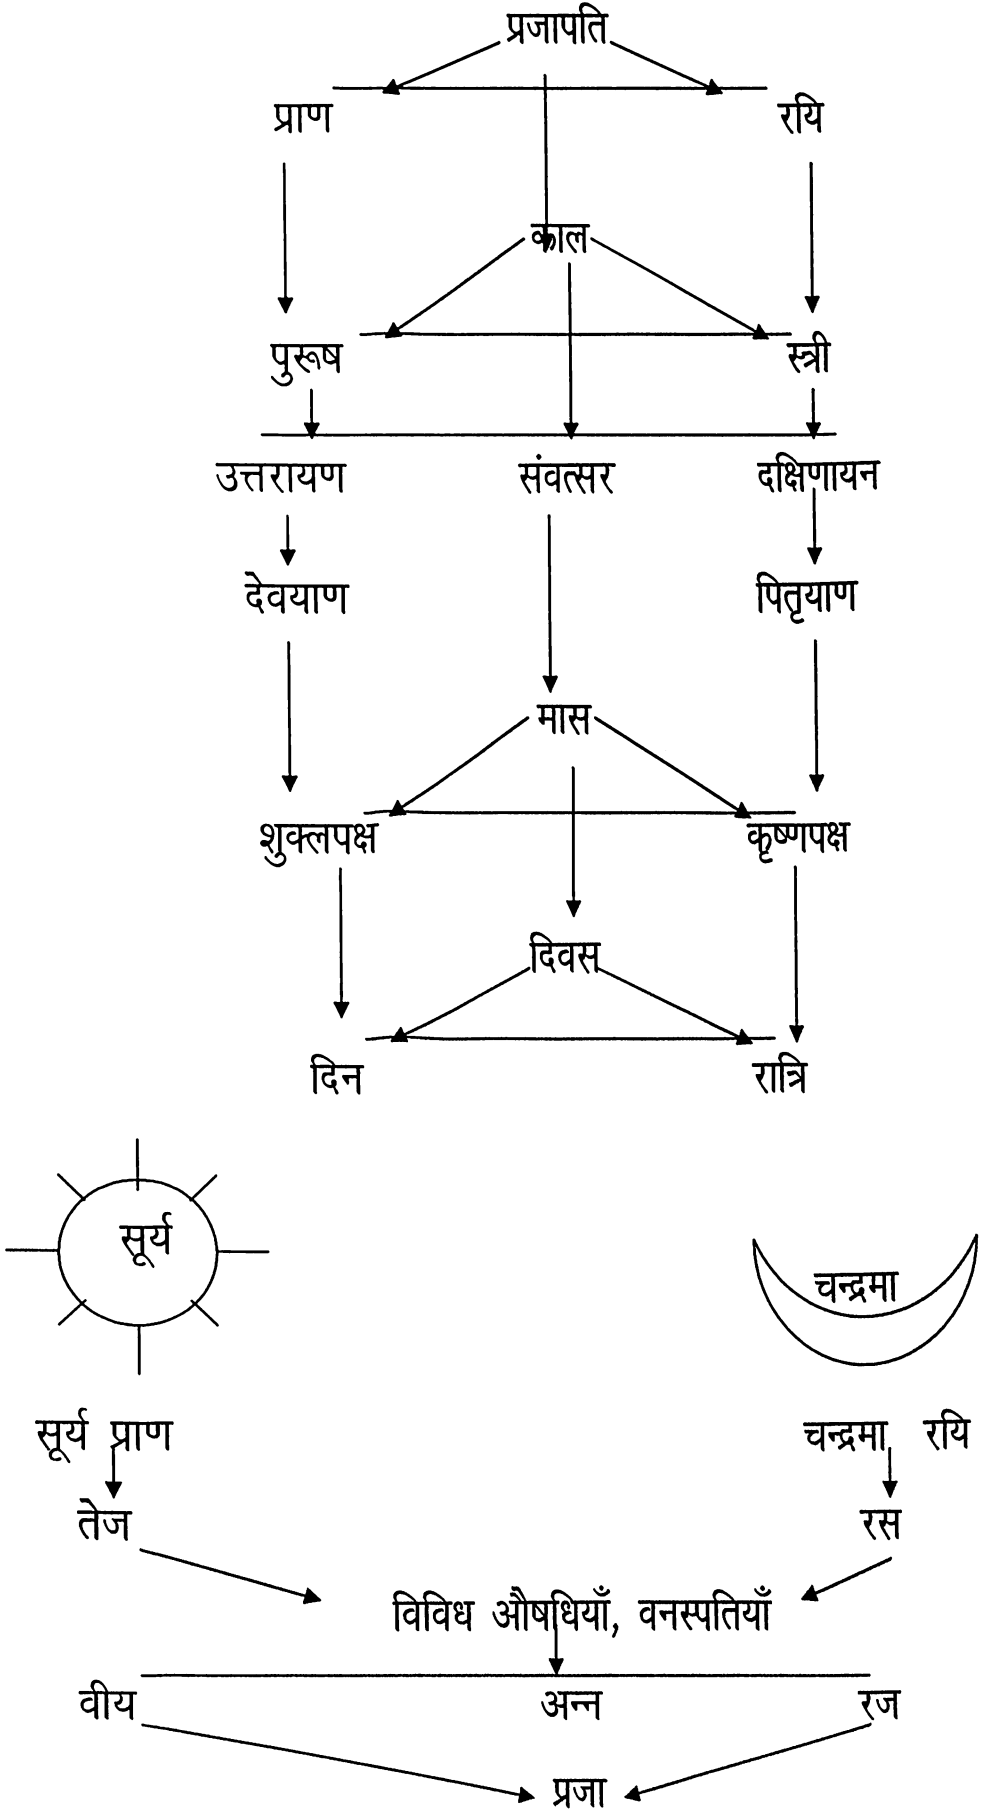 प्रजापति
प्राण रयि
काल
पुरूष स्त्री
उत्तरायण संवत्सर दक्षिणायन
देवयाण पितृयाण
मास
शुक्लपक्ष कृष्णपक्ष
दिवस
दिन रात्रि
सूर्य
चन्द्रमा
सूर्य प्राण चन्द्रमा रयि
तेज रस
विविध औषधियाँ, वनस्पतियाँ
वीय अन्न रज
प्रजा